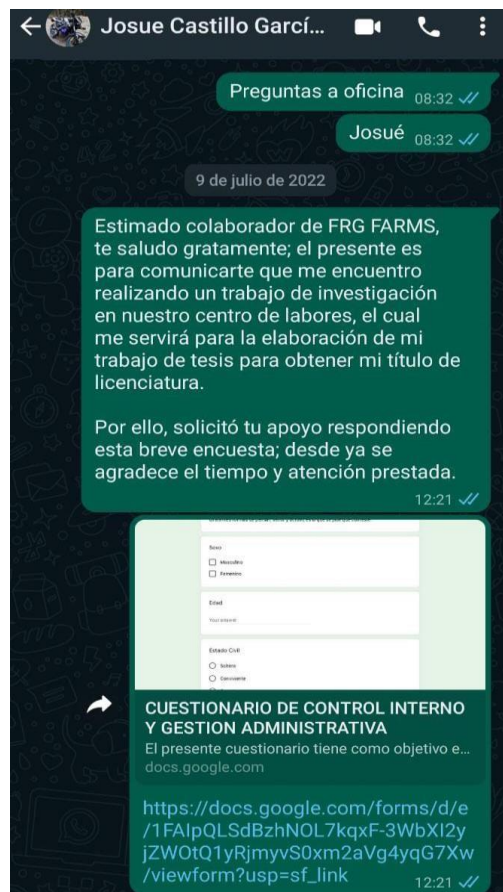 Josue Castillo Garcí...
Preguntas a oficina 08:32
Josué 08:32
9 de julio de 2022
Estimado colaborador de FRG FARMS,
te saludo gratamente; el presente es
para comunicarte que me encuentro
realizando un trabajo de investigación
en nuestro centro de labores, el cual
me servirá para la elaboración de mi
trabajo de tesis para obtener mi título de
licenciatura.
Por ello, solicitó tu apoyo respondiendo
esta breve encuesta; desde ya se
agradece el tiempo y atención prestada.
12:21
Sexo
Masculino
Femenino
Edad
Your answer
Estado Civil
Soltero
Conviviente
CUESTIONARIO DE CONTROL INTERNO
Y GESTION ADMINISTRATIVA
El presente cuestionario tiene como objetivo e...
docs.google.com
https://docs.google.com/forms/d/e
/1FAIpQLSdBzhNOL7kqxF-3WbXI2y
jZWOtQ1yRjmyvS0xm2aVg4yqG7Xw
/viewform?usp=sf_link
12:21